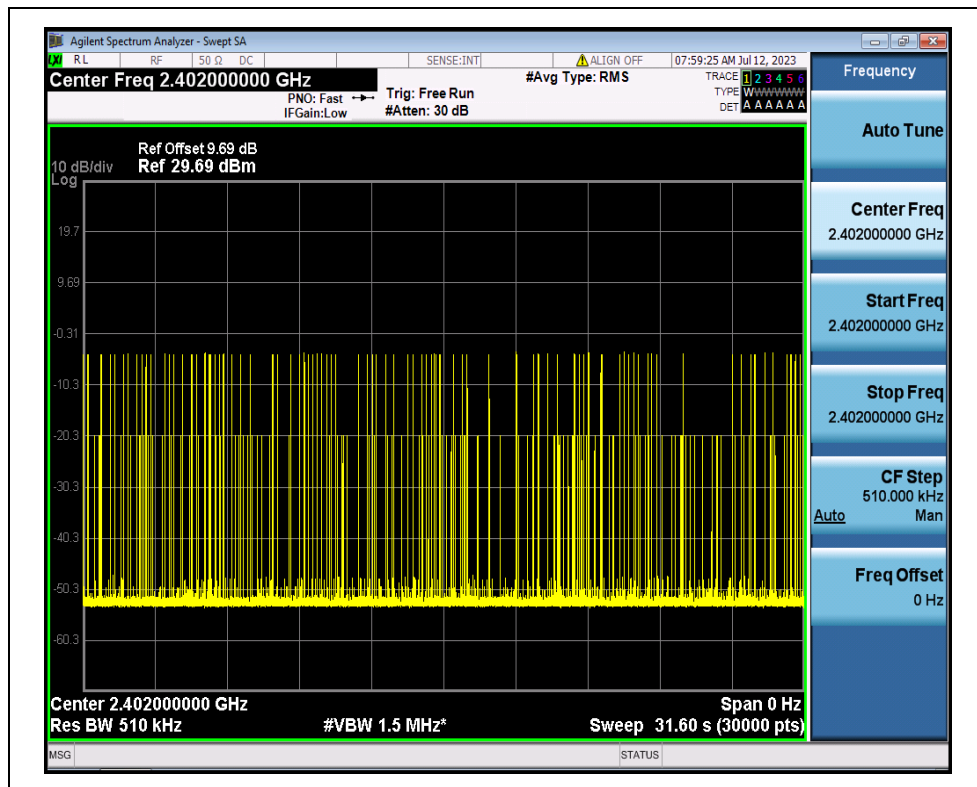 Agilent Spectrum Analyzer - Swept SA
LXI RL RF 50 Ω DC SENSE:INT ALIGN OFF 07:59:25 AM Jul 12, 2023
Center Freq 2.402000000 GHz #Avg Type: RMS TRACE 1 2 3 4 5 6
PNO: Fast Trig: Free Run TYPE WWWWWW
IFGain:Low #Atten: 30 dB DET A A A A A A
Ref Offset 9.69 dB
10 dB/div Ref 29.69 dBm
Log
19.7
9.69
-0.31
-10.3
-20.3
-30.3
-40.3
-50.3
-60.3
Center 2.402000000 GHz Span 0 Hz
Res BW 510 kHz #VBW 1.5 MHz* Sweep 31.60 s (30000 pts)
MSG STATUS
Frequency
Auto Tune
Center Freq
2.402000000 GHz
Start Freq
2.402000000 GHz
Stop Freq
2.402000000 GHz
CF Step
510.000 kHz
Auto Man
Freq Offset
0 Hz